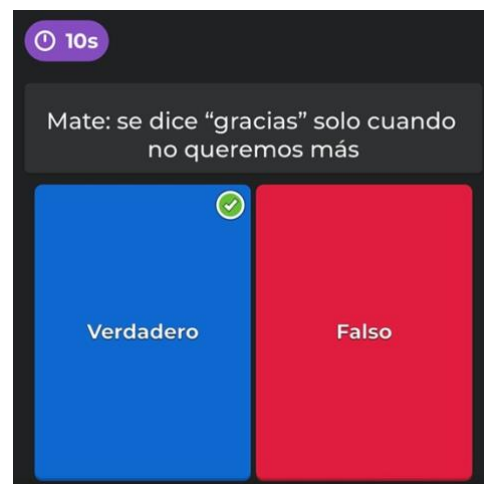 10s
Mate: se dice “gracias” solo cuando
no queremos más
Verdadero
Falso